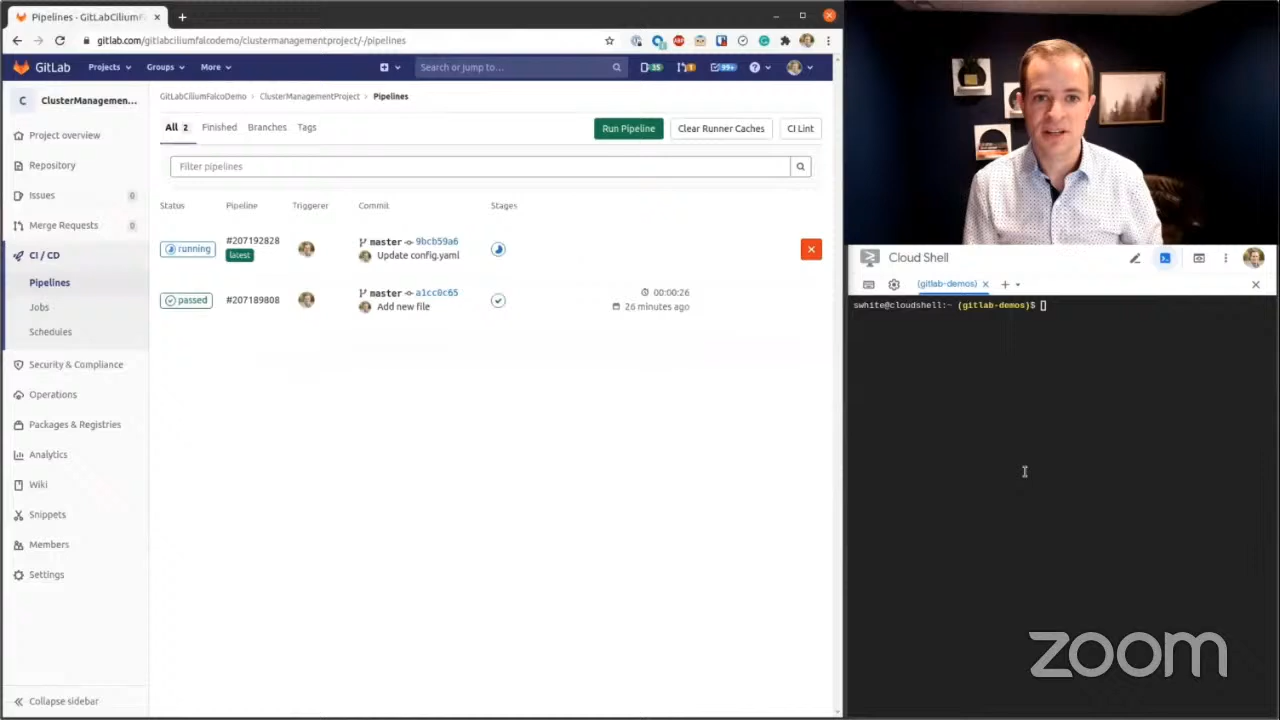 Pipelines - GitLabCiliumF
gitlab.com/gitlabciliumfalcodemo/clustermanagementproject/-/pipelines
GitLab Projects Groups More Search or jump to... 35 1 99+
C ClusterManagemen...
GitLabCiliumFalcoDemo › ClusterManagementProject › Pipelines
All 2 Finished Branches Tags Run Pipeline Clear Runner Caches CI Lint
Filter pipelines
Status Pipeline Triggerer Commit Stages
running #207192828 latest master 9bcb59a6
Update config.yaml
passed #207189808 master a1cc0c65 00:00:26
Add new file 26 minutes ago
Project overview
Repository
Issues 0
Merge Requests 0
CI / CD
Pipelines
Jobs
Schedules
Security & Compliance
Operations
Packages & Registries
Analytics
Wiki
Snippets
Members
Settings
Collapse sidebar
Cloud Shell
(gitlab-demos)
swhite@cloudshell:~ (gitlab-demos)$
zoom